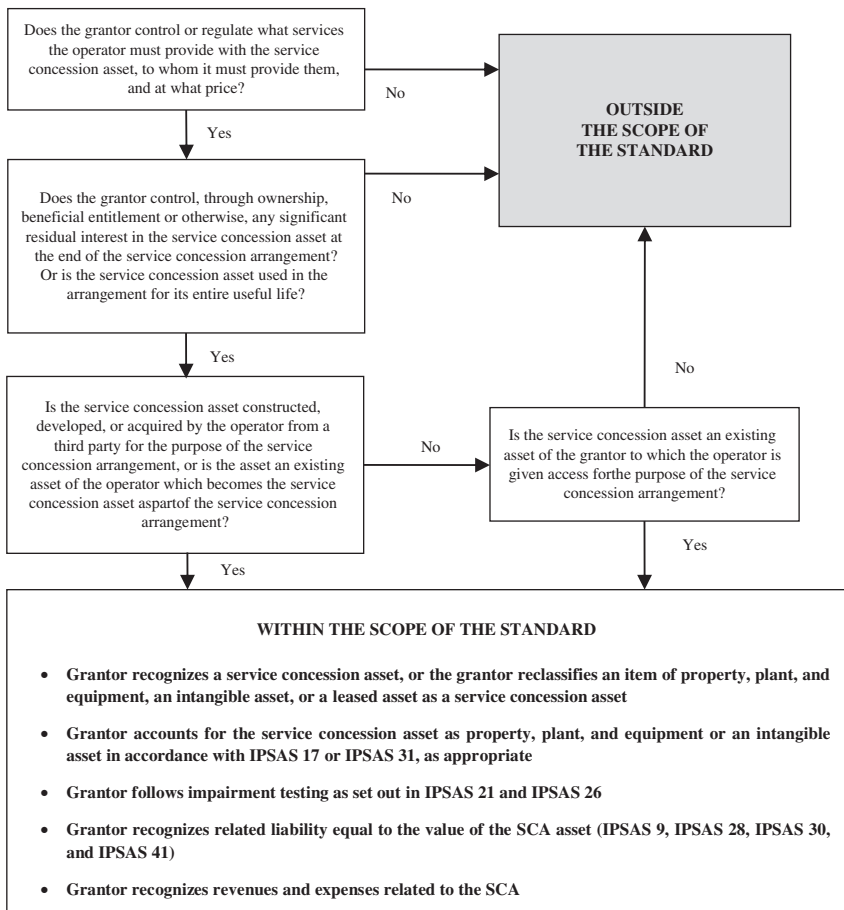 Does the grantor control or regulate what services
the operator must provide with the service
concession asset, to whom it must provide them,
and at what price?
No
Yes
OUTSIDE
THE SCOPE OF
THE STANDARD
Does the grantor control, through ownership,
beneficial entitlement or otherwise, any significant
residual interest in the service concession asset at
the end of the service concession arrangement?
Or is the service concession asset used in the
arrangement for its entire useful life?
No
Yes
No
Is the service concession asset constructed,
developed, or acquired by the operator from a
third party for the purpose of the service
concession arrangement, or is the asset an existing
asset of the operator which becomes the service
concession asset aspartof the service concession
arrangement?
No
Is the service concession asset an existing
asset of the grantor to which the operator is
given access forthe purpose of the service
concession arrangement?
Yes
Yes
WITHIN THE SCOPE OF THE STANDARD
• Grantor recognizes a service concession asset, or the grantor reclassifies an item of property, plant, and
equipment, an intangible asset, or a leased asset as a service concession asset
• Grantor accounts for the service concession asset as property, plant, and equipment or an intangible
asset in accordance with IPSAS 17 or IPSAS 31, as appropriate
• Grantor follows impairment testing as set out in IPSAS 21 and IPSAS 26
• Grantor recognizes related liability equal to the value of the SCA asset (IPSAS 9, IPSAS 28, IPSAS 30,
and IPSAS 41)
• Grantor recognizes revenues and expenses related to the SCA